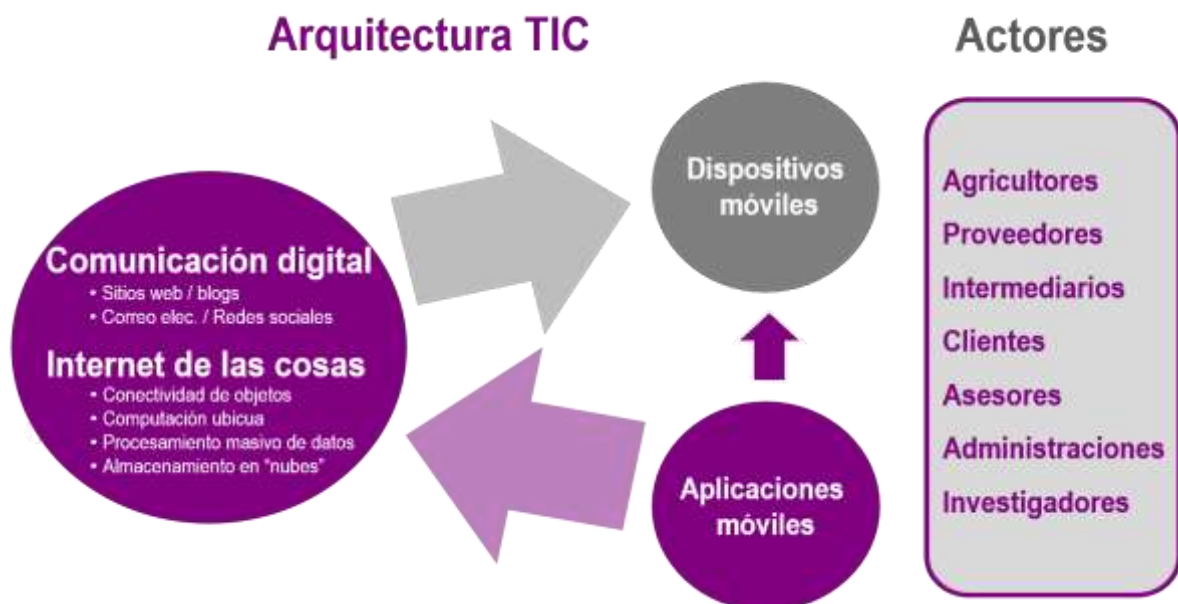 Arquitectura TIC
Actores
Comunicación digital
• Sitios web / blogs
• Correo elec. / Redes sociales
Internet de las cosas
• Conectividad de objetos
• Computación ubicua
• Procesamiento masivo de datos
• Almacenamiento en "nubes"
Dispositivos
móviles
Aplicaciones
móviles
Agricultores
Proveedores
Intermediarios
Clientes
Asesores
Administraciones
Investigadores